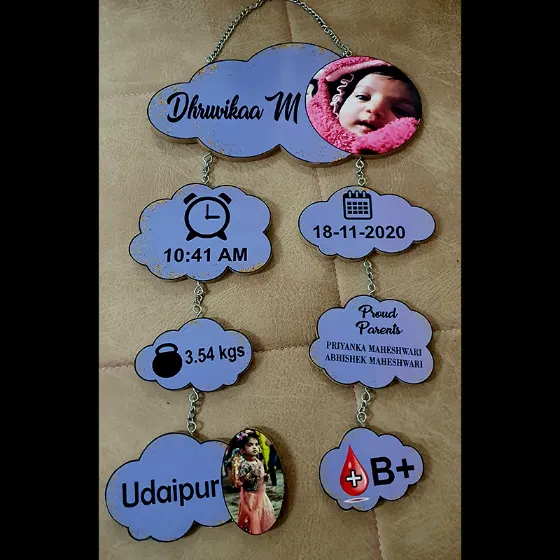 Dhruvikaa M
10:41 AM
18-11-2020
3.54 kgs
Proud
Parents
PRIYANKA MAHESHWARI
ABHISHEK MAHESHWARI
Udaipur
B+